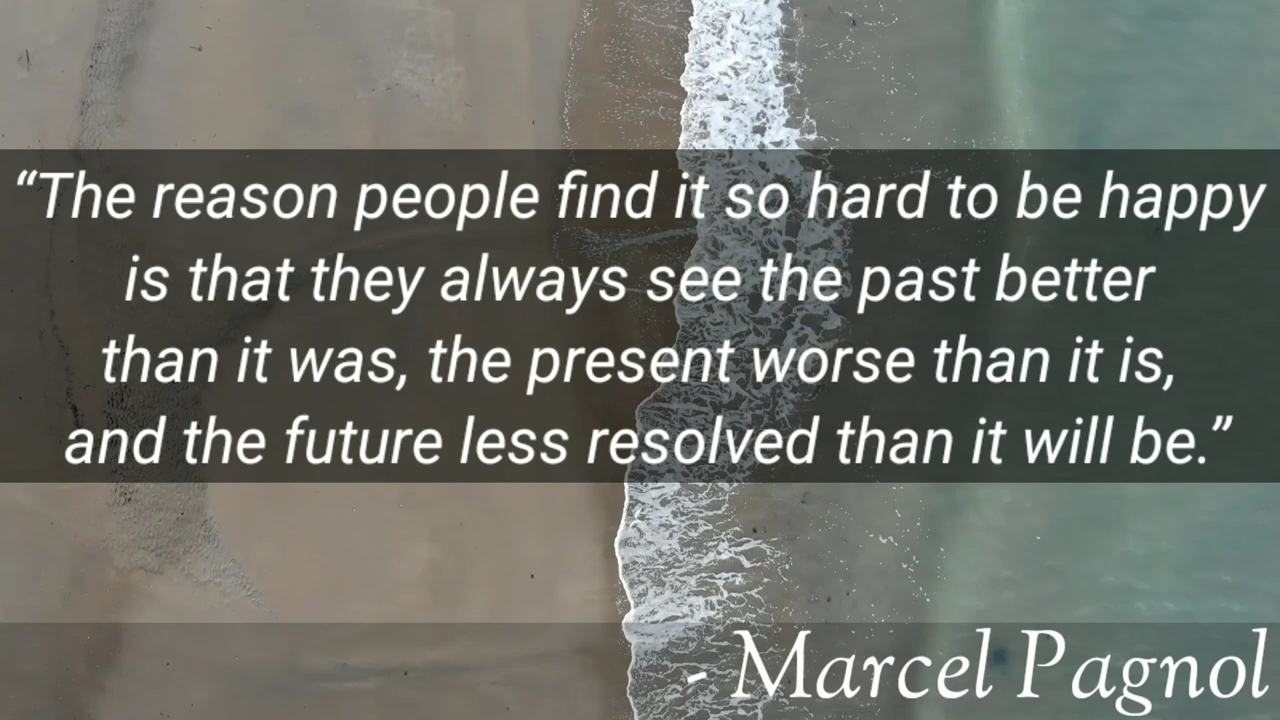 “The reason people find it so hard to be happy
is that they always see the past better
than it was, the present worse than it is,
and the future less resolved than it will be.”
- Marcel Pagnol